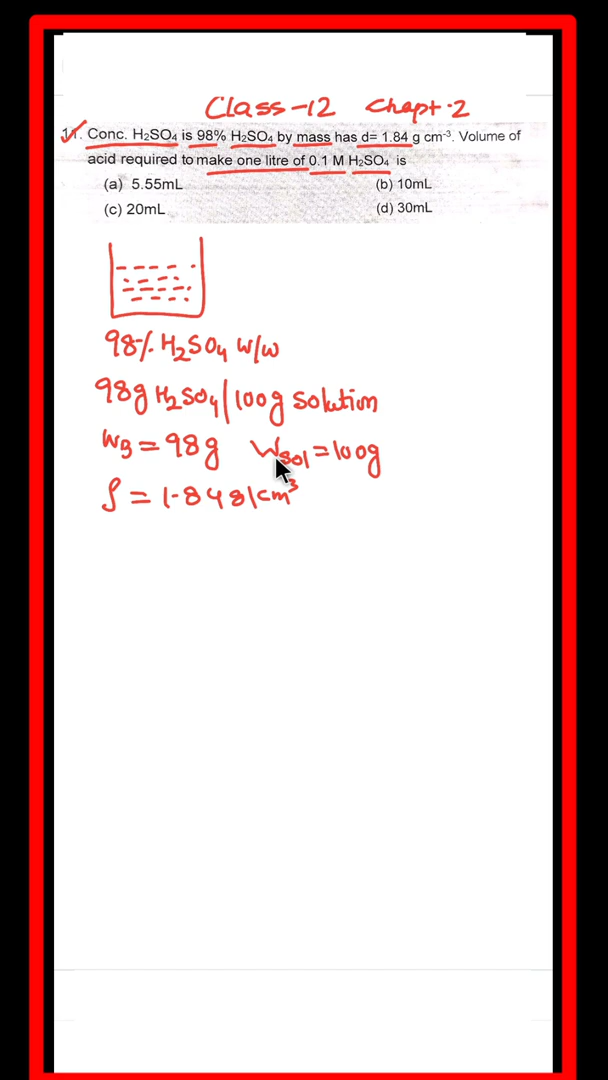 Class-12 Chapt-2
11. Conc. H₂SO₄ is 98% H₂SO₄ by mass has d= 1.84 g cm⁻³. Volume of
acid required to make one litre of 0.1 M H₂SO₄ is
(a) 5.55mL (b) 10mL
(c) 20mL (d) 30mL
98% H₂SO₄ w/w
98g H₂SO₄/100g solution
W_B = 98g W_sol = 100g
ρ = 1.84g/cm³